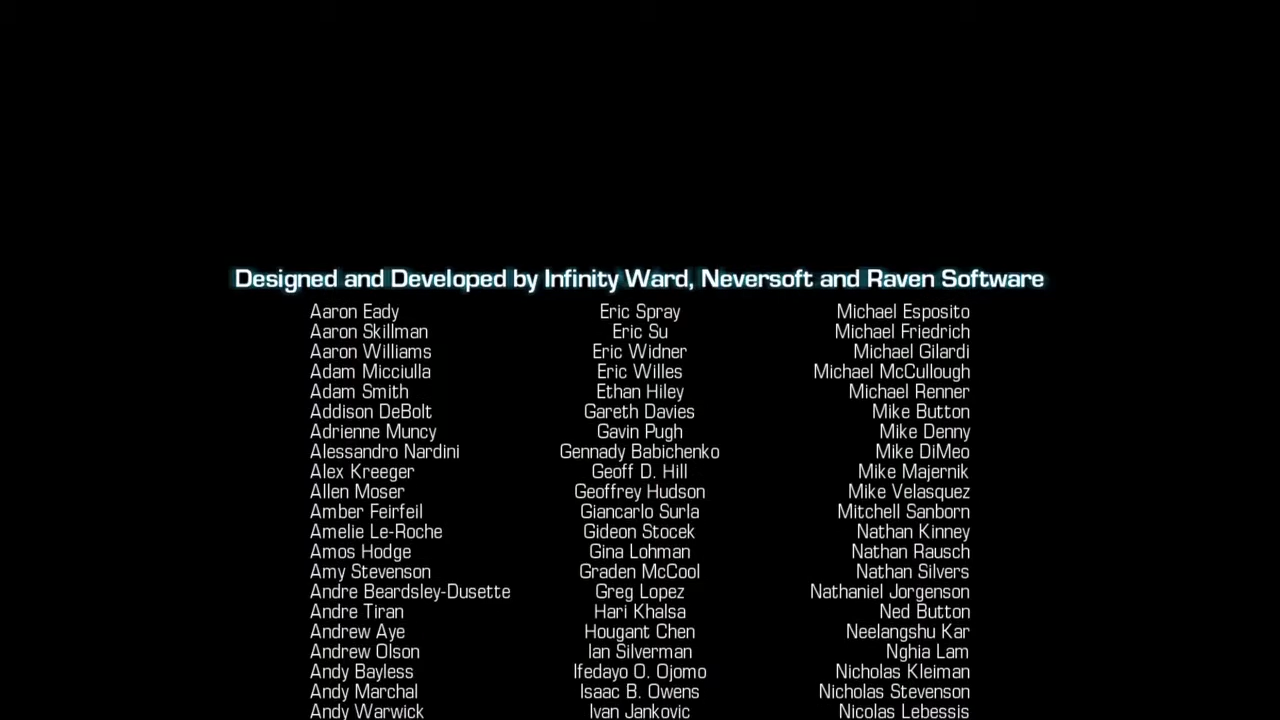 Designed and Developed by Infinity Ward, Neversoft and Raven Software
Aaron Eady Eric Spray Michael Esposito
Aaron Skillman Eric Su Michael Friedrich
Aaron Williams Eric Widner Michael Gilardi
Adam Micciulla Eric Willes Michael McCullough
Adam Smith Ethan Hiley Michael Renner
Addison DeBolt Gareth Davies Mike Button
Adrienne Muncy Gavin Pugh Mike Denny
Alessandro Nardini Gennady Babichenko Mike DiMeo
Alex Kreeger Geoff D. Hill Mike Majernik
Allen Moser Geoffrey Hudson Mike Velasquez
Amber Feirfeil Giancarlo Surla Mitchell Sanborn
Amelie Le-Roche Gideon Stocek Nathan Kinney
Amos Hodge Gina Lohman Nathan Rausch
Amy Stevenson Graden McCool Nathan Silvers
Andre Beardsley-Dusette Greg Lopez Nathaniel Jorgenson
Andre Tiran Hari Khalsa Ned Button
Andrew Aye Hougant Chen Neelangshu Kar
Andrew Olson Ian Silverman Nghia Lam
Andy Bayless Ifedayo O. Ojomo Nicholas Kleiman
Andy Marchal Isaac B. Owens Nicholas Stevenson
Andy Warwick Ivan Jankovic Nicolas Lebessis